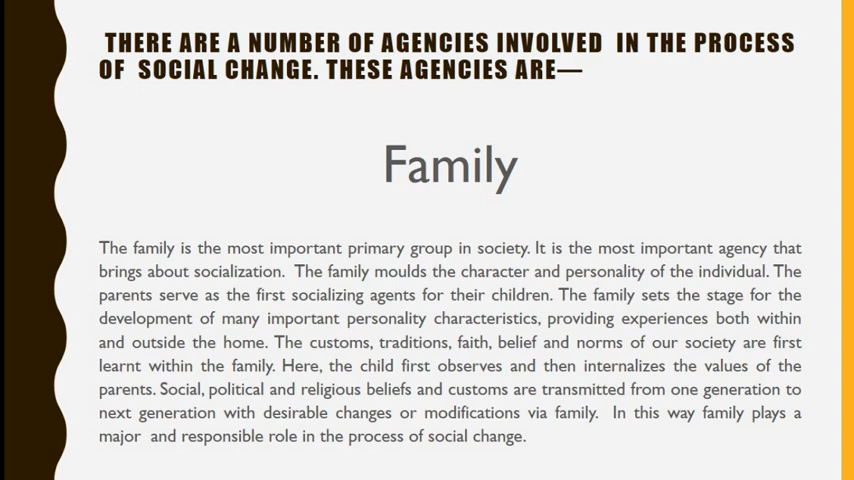 THERE ARE A NUMBER OF AGENCIES INVOLVED IN THE PROCESS
OF SOCIAL CHANGE. THESE AGENCIES ARE—
Family
The family is the most important primary group in society. It is the most important agency that
brings about socialization. The family moulds the character and personality of the individual. The
parents serve as the first socializing agents for their children. The family sets the stage for the
development of many important personality characteristics, providing experiences both within
and outside the home. The customs, traditions, faith, belief and norms of our society are first
learnt within the family. Here, the child first observes and then internalizes the values of the
parents. Social, political and religious beliefs and customs are transmitted from one generation to
next generation with desirable changes or modifications via family. In this way family plays a
major and responsible role in the process of social change.